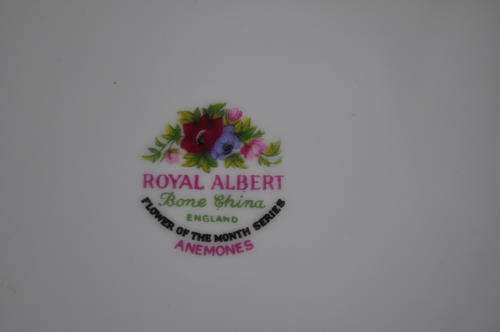 ROYAL ALBERT
Bone China
ENGLAND
FLOWER OF THE MONTH SERIES
ANEMONES